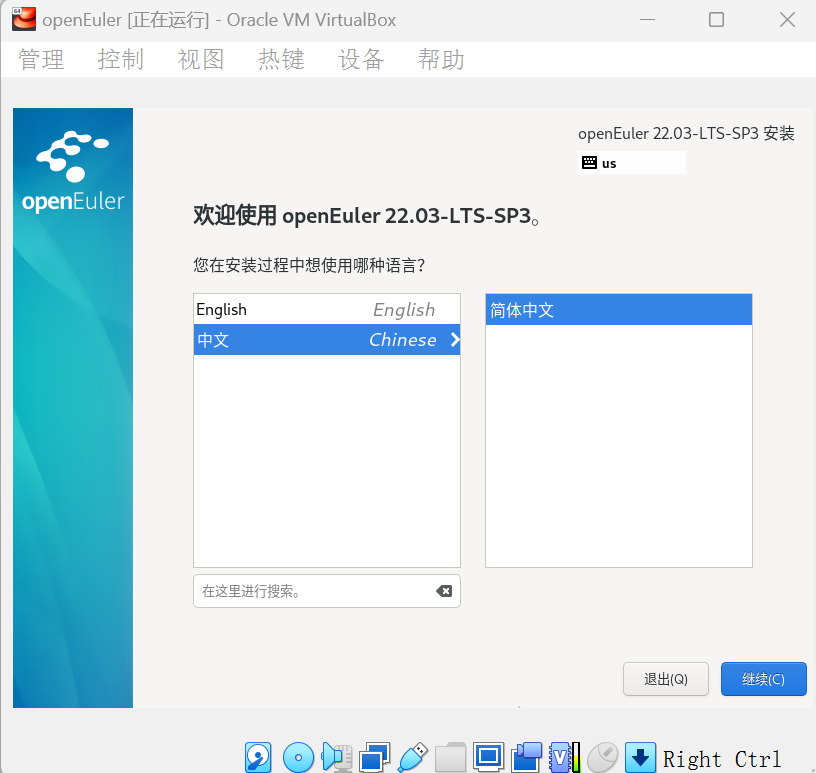 openEuler [正在运行] - Oracle VM VirtualBox
管理 控制 视图 热键 设备 帮助
openEuler
openEuler 22.03-LTS-SP3 安装
us
欢迎使用 openEuler 22.03-LTS-SP3。
您在安装过程中想使用哪种语言？
English English
中文 Chinese
简体中文
在这里进行搜索。
退出(Q) 继续(C)
Right Ctrl